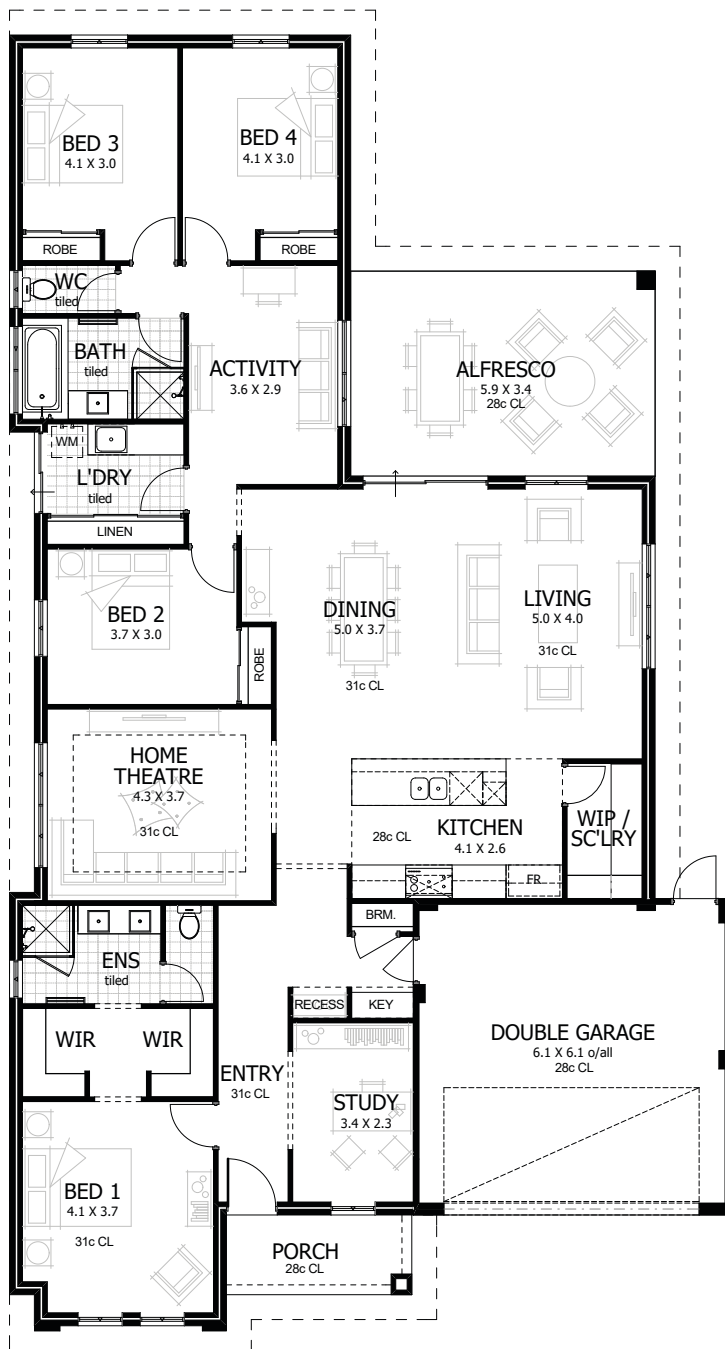 BED 3
4.1 X 3.0
BED 4
4.1 X 3.0
ROBE
ROBE
WC
tiled
BATH
tiled
ACTIVITY
3.6 X 2.9
ALFRESCO
5.9 X 3.4
28c CL
WM
L'DRY
tiled
LINEN
BED 2
3.7 X 3.0
ROBE
DINING
5.0 X 3.7
31c CL
LIVING
5.0 X 4.0
31c CL
HOME
THEATRE
4.3 X 3.7
31c CL
28c CL
KITCHEN
4.1 X 2.6
WIP /
SC'LRY
FR
BRM.
ENS
tiled
RECESS
KEY
WIR
WIR
ENTRY
31c CL
STUDY
3.4 X 2.3
DOUBLE GARAGE
6.1 X 6.1 o/all
28c CL
BED 1
4.1 X 3.7
31c CL
PORCH
28c CL